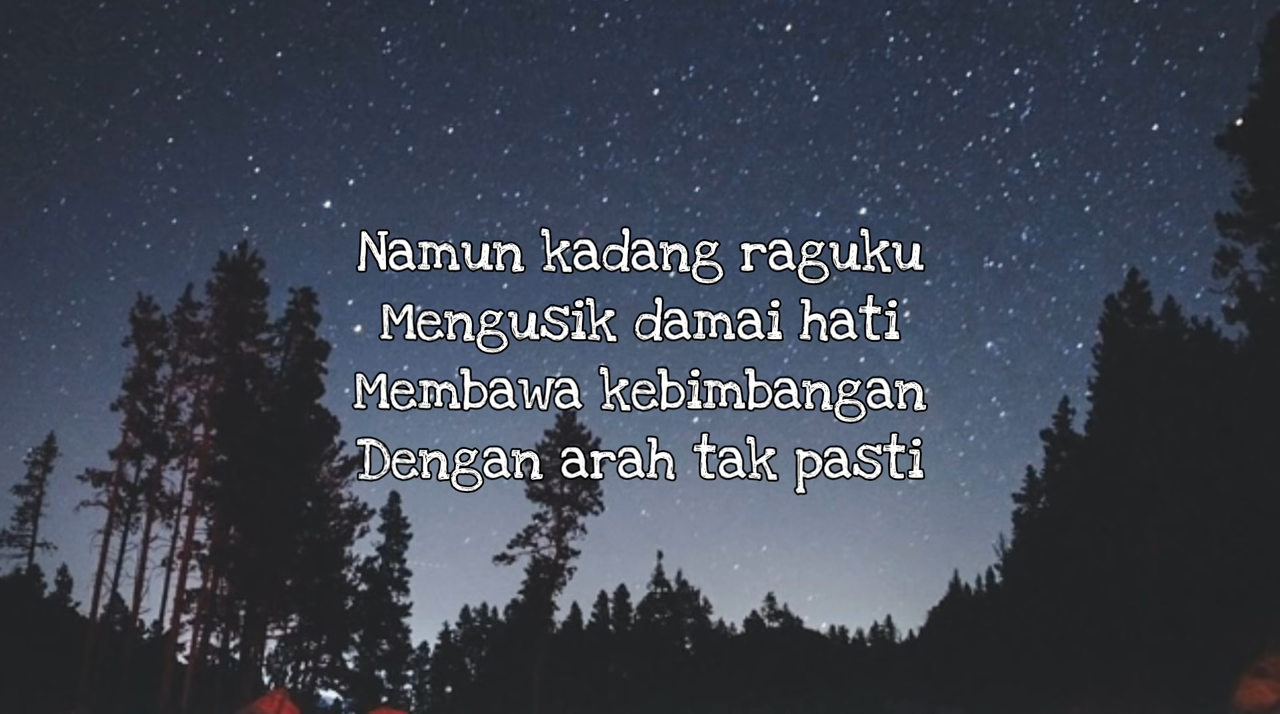 Namun kadang raguku
Mengusik damai hati
Membawa kebimbangan
Dengan arah tak pasti